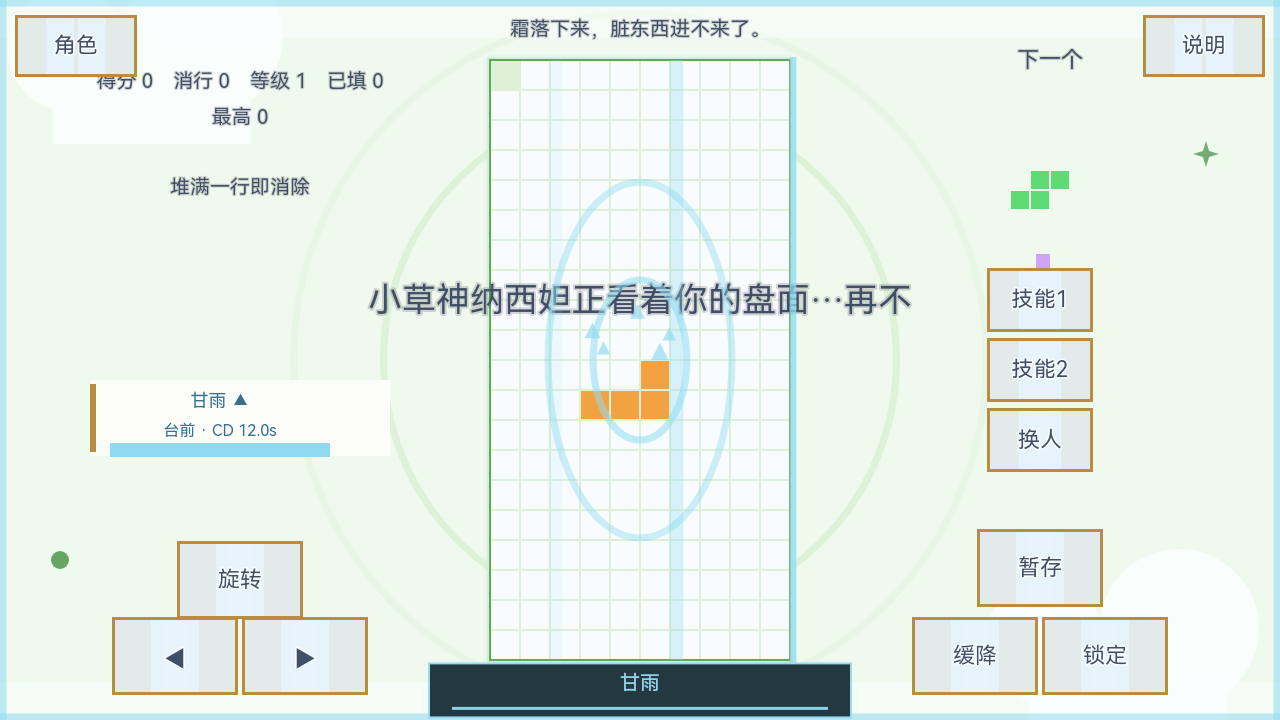 霜落下来，脏东西进不来了。
角色
说明
下一个
得分 0 消行 0 等级 1 已填 0
最高 0
堆满一行即消除
小草神纳西妲正看着你的盘面…再不
技能1
技能2
换人
甘雨 ▲
台前 · CD 12.0s
旋转
◀
▶
暂存
缓降
锁定
甘雨